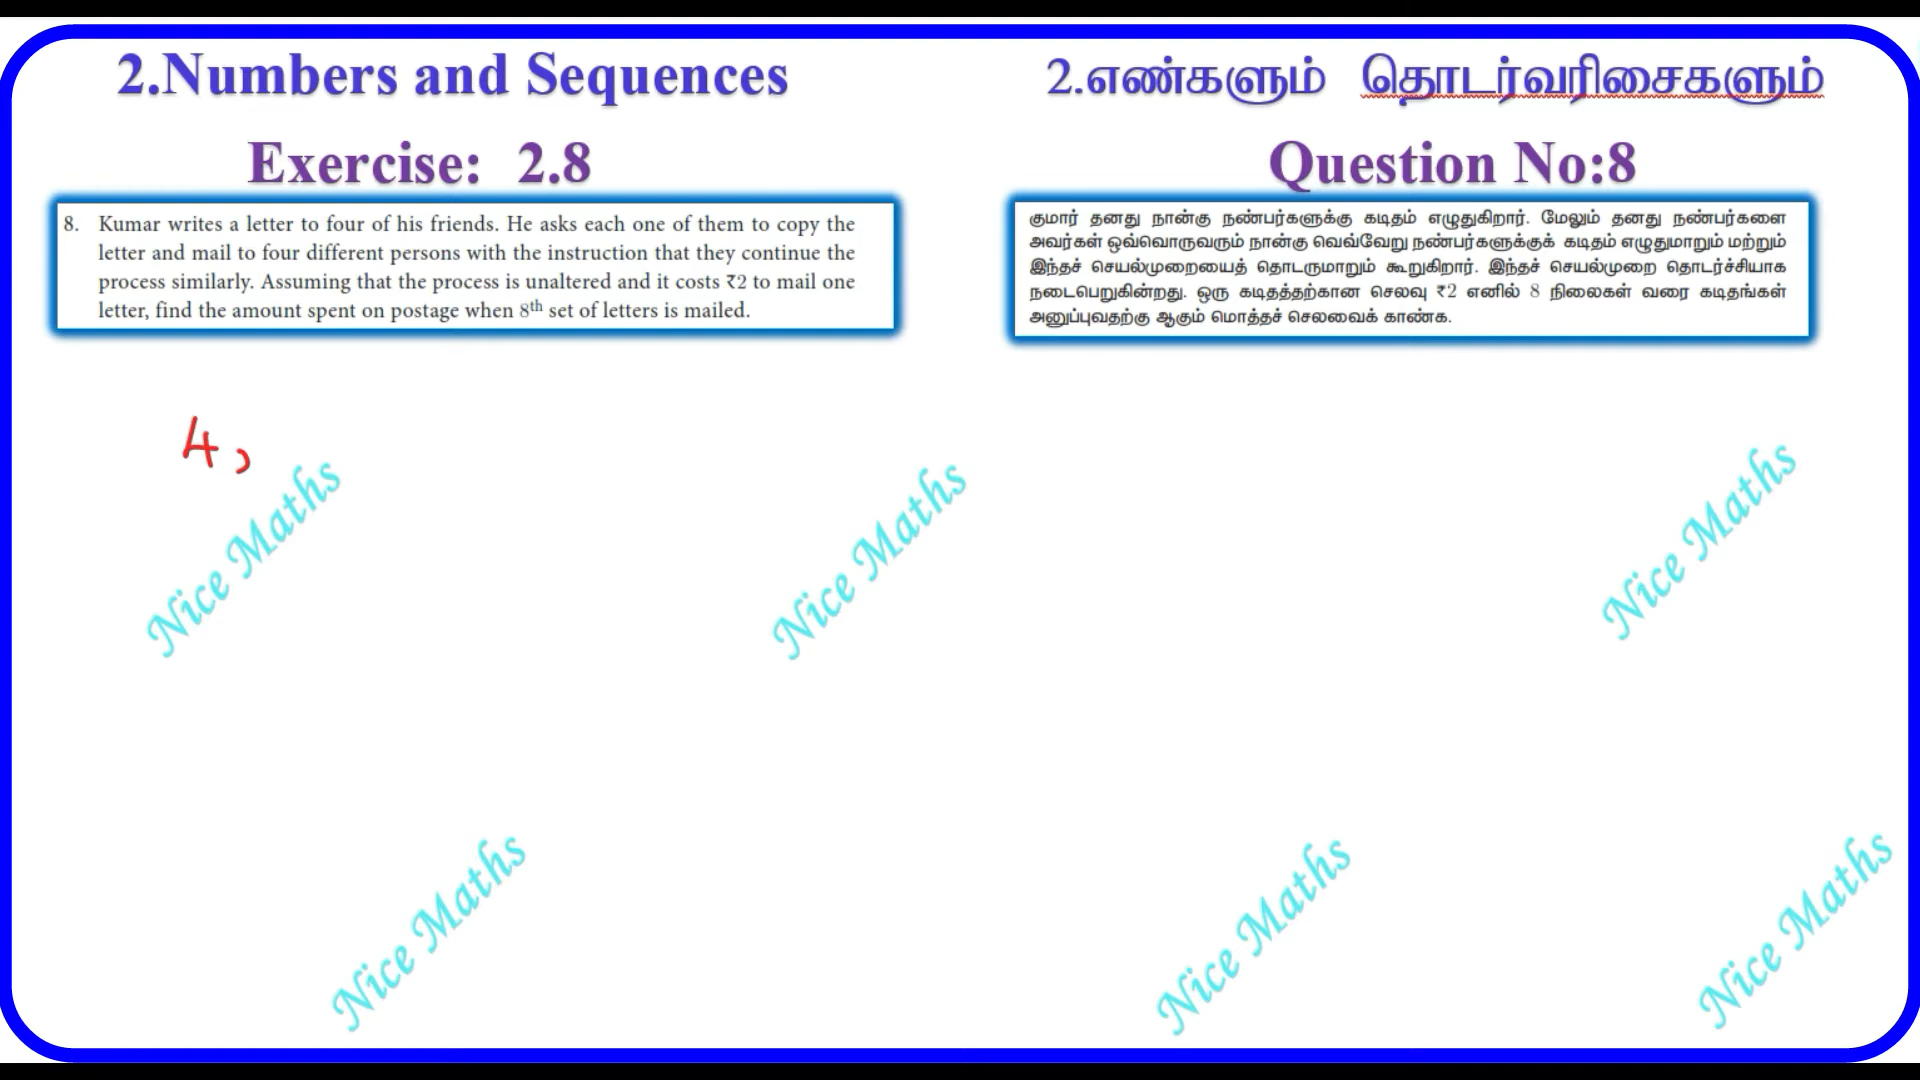 2.Numbers and Sequences
2.எண்களும் தொடர்வரிசைகளும்
Exercise: 2.8
Question No:8
8. Kumar writes a letter to four of his friends. He asks each one of them to copy the
letter and mail to four different persons with the instruction that they continue the
process similarly. Assuming that the process is unaltered and it costs ₹2 to mail one
letter, find the amount spent on postage when 8th set of letters is mailed.
குமார் தனது நான்கு நண்பர்களுக்கு கடிதம் எழுதுகிறார். மேலும் தனது நண்பர்களை
அவர்கள் ஒவ்வொருவரும் நான்கு வெவ்வேறு நண்பர்களுக்குக் கடிதம் எழுதுமாறும் மற்றும்
இந்தச் செயல்முறையைத் தொடருமாறும் கூறுகிறார். இந்தச் செயல்முறை தொடர்ச்சியாக
நடைபெறுகின்றது. ஒரு கடிதத்தற்கான செலவு ₹2 எனில் 8 நிலைகள் வரை கடிதங்கள்
அனுப்புவதற்கு ஆகும் மொத்தச் செலவைக் காண்க.
4,
Nice Maths
Nice Maths
Nice Maths
Nice Maths
Nice Maths
Nice Maths